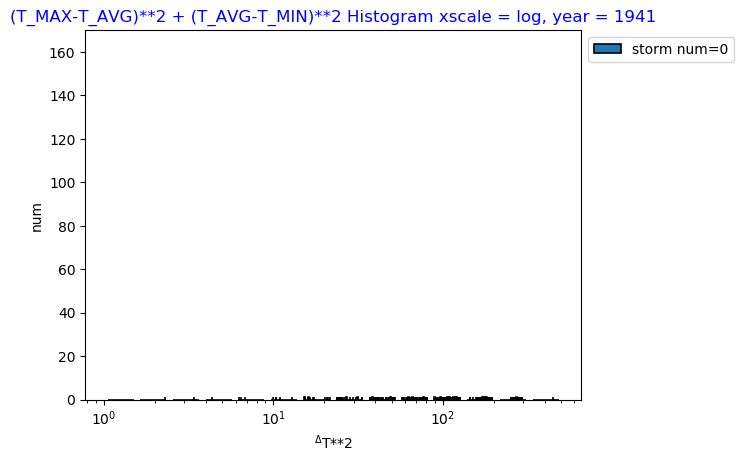 (T_MAX-T_AVG)**2 + (T_AVG-T_MIN)**2 Histogram xscale = log, year = 1941
storm num=0
160
140
120
100
80
60
40
20
0
num
10⁰ 10¹ 10²
ᐞT**2